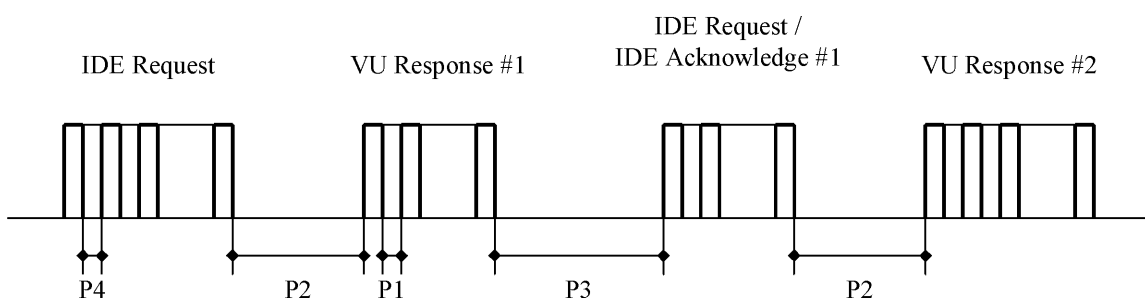 IDE Request
VU Response #1
IDE Request /
IDE Acknowledge #1
VU Response #2
P4
P2
P1
P3
P2